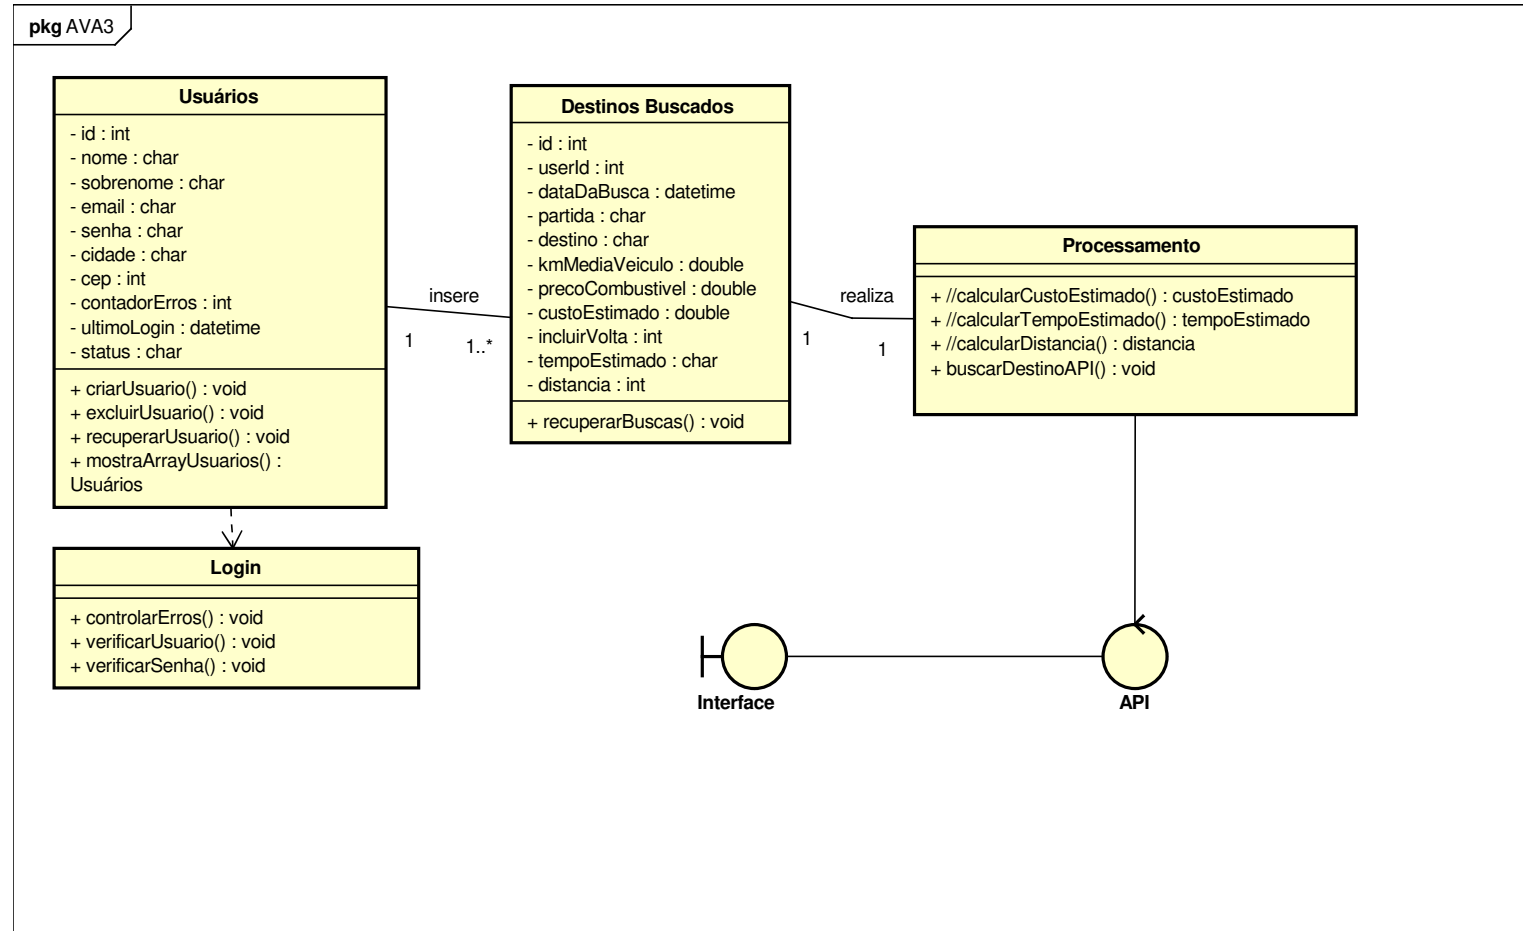 pkg AVA3
Usuários
- id : int
- nome : char
- sobrenome : char
- email : char
- senha : char
- cidade : char
- cep : int
- contadorErros : int
- ultimoLogin : datetime
- status : char
+ criarUsuario() : void
+ excluirUsuario() : void
+ recuperarUsuario() : void
+ mostraArrayUsuarios() :
Usuários
insere
1
1..*
Destinos Buscados
- id : int
- userId : int
- dataDaBusca : datetime
- partida : char
- destino : char
- kmMediaVeiculo : double
- precoCombustivel : double
- custoEstimado : double
- incluirVolta : int
- tempoEstimado : char
- distancia : int
+ recuperarBuscas() : void
realiza
1
1
Processamento
+ //calcularCustoEstimado() : custoEstimado
+ //calcularTempoEstimado() : tempoEstimado
+ //calcularDistancia() : distancia
+ buscarDestinoAPI() : void
Login
+ controlarErros() : void
+ verificarUsuario() : void
+ verificarSenha() : void
Interface
API